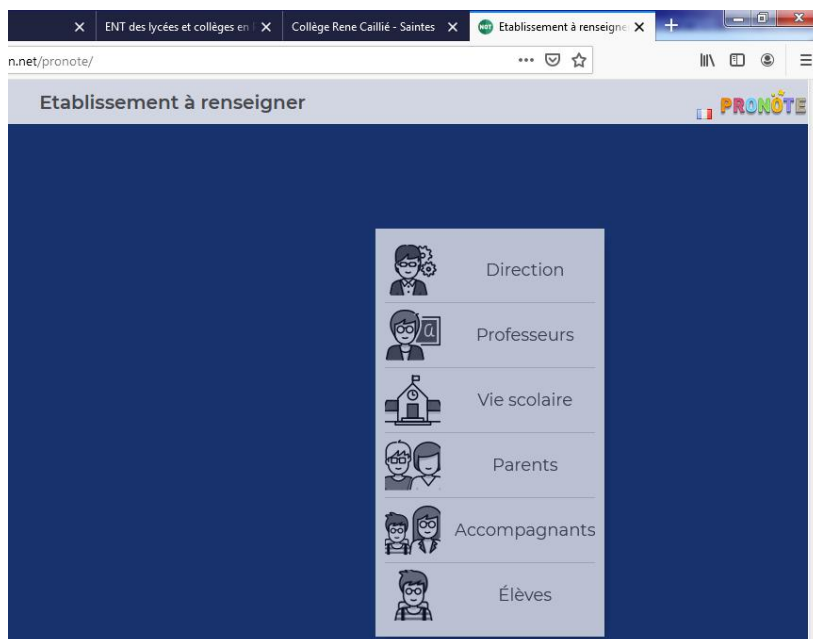 ENT des lycées et collèges en
Collège Rene Caillié - Saintes
Etablissement à renseigne
n.net/pronote/
Etablissement à renseigner
PRONOTE
Direction
a
Professeurs
Vie scolaire
Parents
Accompagnants
Élèves